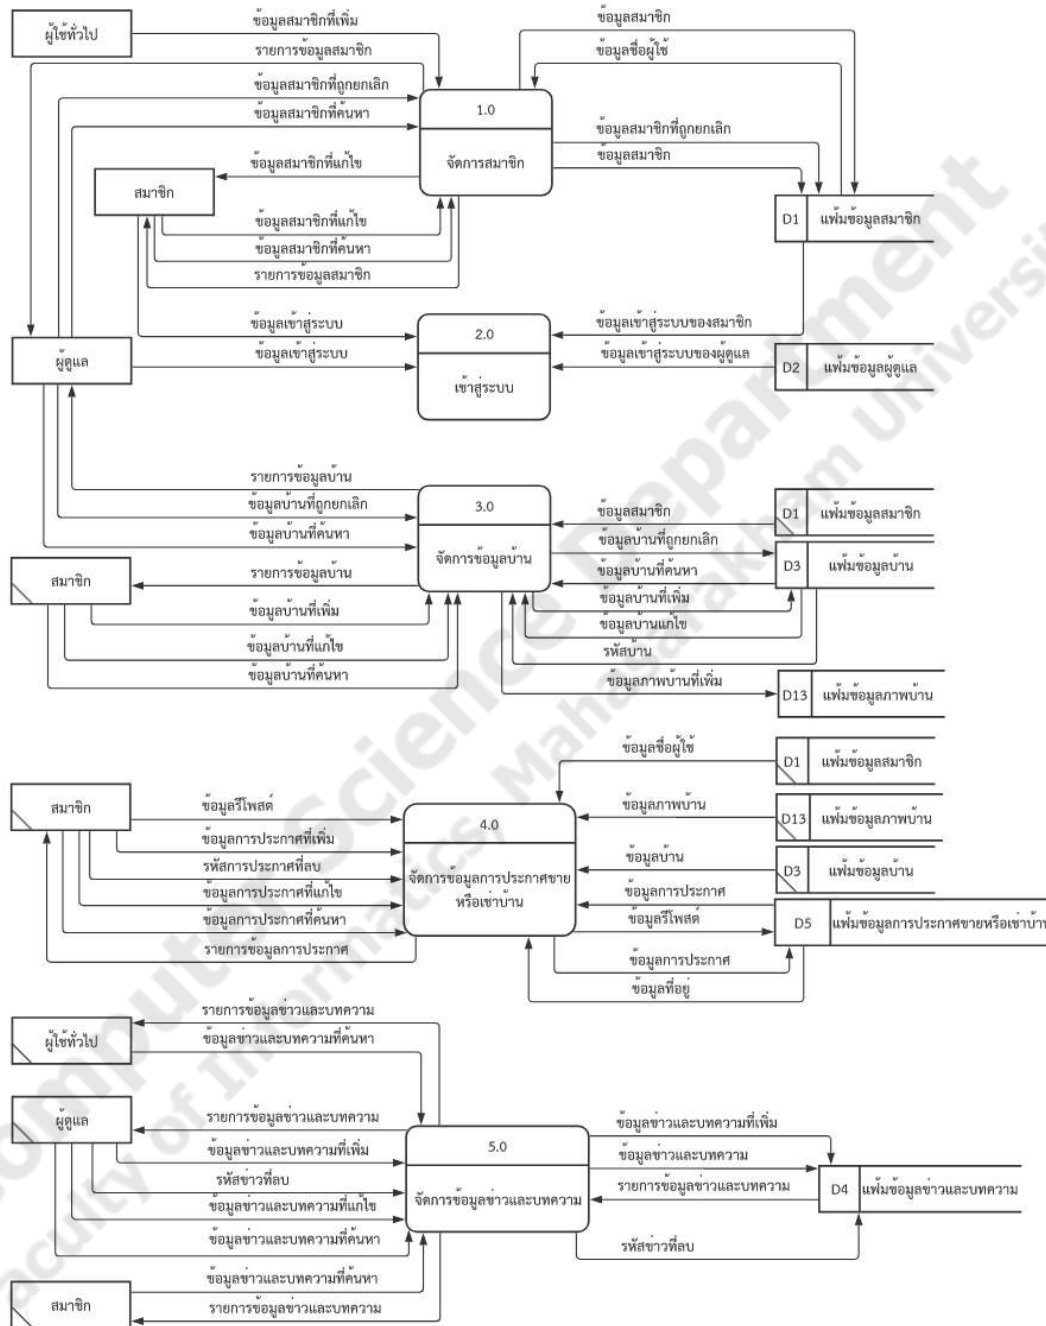 ข้อมูลสมาชิกที่เพิ่ม
ข้อมูลสมาชิก
ผู้ใช้ทั่วไป
รายการข้อมูลสมาชิก
ข้อมูลชื่อผู้ใช้
ข้อมูลสมาชิกที่ถูกยกเลิก
ข้อมูลสมาชิกที่ค้นหา
1.0
จัดการสมาชิก
ข้อมูลสมาชิกที่ถูกยกเลิก
ข้อมูลสมาชิก
ข้อมูลสมาชิกที่แก้ไข
สมาชิก
ข้อมูลสมาชิกที่แก้ไข
ข้อมูลสมาชิกที่ค้นหา
รายการข้อมูลสมาชิก
D1 แฟ้มข้อมูลสมาชิก
ข้อมูลเข้าสู่ระบบ
ข้อมูลเข้าสู่ระบบ
ผู้ดูแล
2.0
เข้าสู่ระบบ
ข้อมูลเข้าสู่ระบบของสมาชิก
ข้อมูลเข้าสู่ระบบของผู้ดูแล
D2 แฟ้มข้อมูลผู้ดูแล
รายการข้อมูลบ้าน
ข้อมูลบ้านที่ถูกยกเลิก
ข้อมูลบ้านที่ค้นหา
3.0
จัดการข้อมูลบ้าน
ข้อมูลสมาชิก
D1 แฟ้มข้อมูลสมาชิก
ข้อมูลบ้านที่ถูกยกเลิก
D3 แฟ้มข้อมูลบ้าน
ข้อมูลบ้านที่ค้นหา
ข้อมูลบ้านที่เพิ่ม
ข้อมูลบ้านแก้ไข
รหัสบ้าน
สมาชิก
รายการข้อมูลบ้าน
ข้อมูลบ้านที่เพิ่ม
ข้อมูลบ้านที่แก้ไข
ข้อมูลบ้านที่ค้นหา
ข้อมูลภาพบ้านที่เพิ่ม
D13 แฟ้มข้อมูลภาพบ้าน
ข้อมูลชื่อผู้ใช้
D1 แฟ้มข้อมูลสมาชิก
สมาชิก
ข้อมูลรีโพสต์
ข้อมูลการประกาศที่เพิ่ม
รหัสการประกาศที่ลบ
ข้อมูลการประกาศที่แก้ไข
ข้อมูลการประกาศที่ค้นหา
รายการข้อมูลการประกาศ
4.0
จัดการข้อมูลการประกาศขาย
หรือเช่าบ้าน
ข้อมูลภาพบ้าน
D13 แฟ้มข้อมูลภาพบ้าน
ข้อมูลบ้าน
D3 แฟ้มข้อมูลบ้าน
ข้อมูลการประกาศ
ข้อมูลรีโพสต์
D5 แฟ้มข้อมูลการประกาศขายหรือเช่าบ้าน
ข้อมูลการประกาศ
ข้อมูลที่อยู่
ผู้ใช้ทั่วไป
รายการข้อมูลข่าวและบทความ
ข้อมูลข่าวและบทความที่ค้นหา
ผู้ดูแล
รายการข้อมูลข่าวและบทความ
ข้อมูลข่าวและบทความที่เพิ่ม
รหัสข่าวที่ลบ
ข้อมูลข่าวและบทความที่แก้ไข
ข้อมูลข่าวและบทความที่ค้นหา
5.0
จัดการข้อมูลข่าวและบทความ
ข้อมูลข่าวและบทความที่เพิ่ม
ข้อมูลข่าวและบทความ
รายการข้อมูลข่าวและบทความ
D4 แฟ้มข้อมูลข่าวและบทความ
รหัสข่าวที่ลบ
สมาชิก
ข้อมูลข่าวและบทความที่ค้นหา
รายการข้อมูลข่าวและบทความ
Computer Science Department
Faculty of Informatics, Mahasarakham Universi